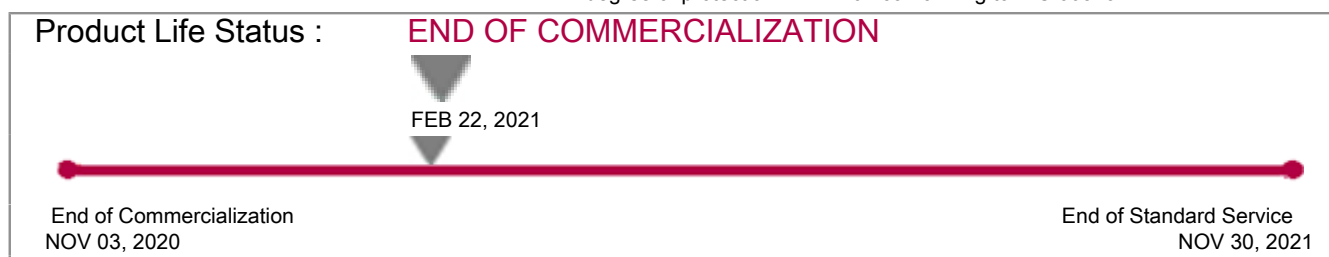 Product Life Status : END OF COMMERCIALIZATION
FEB 22, 2021
End of Commercialization End of Standard Service
NOV 03, 2020 NOV 30, 2021